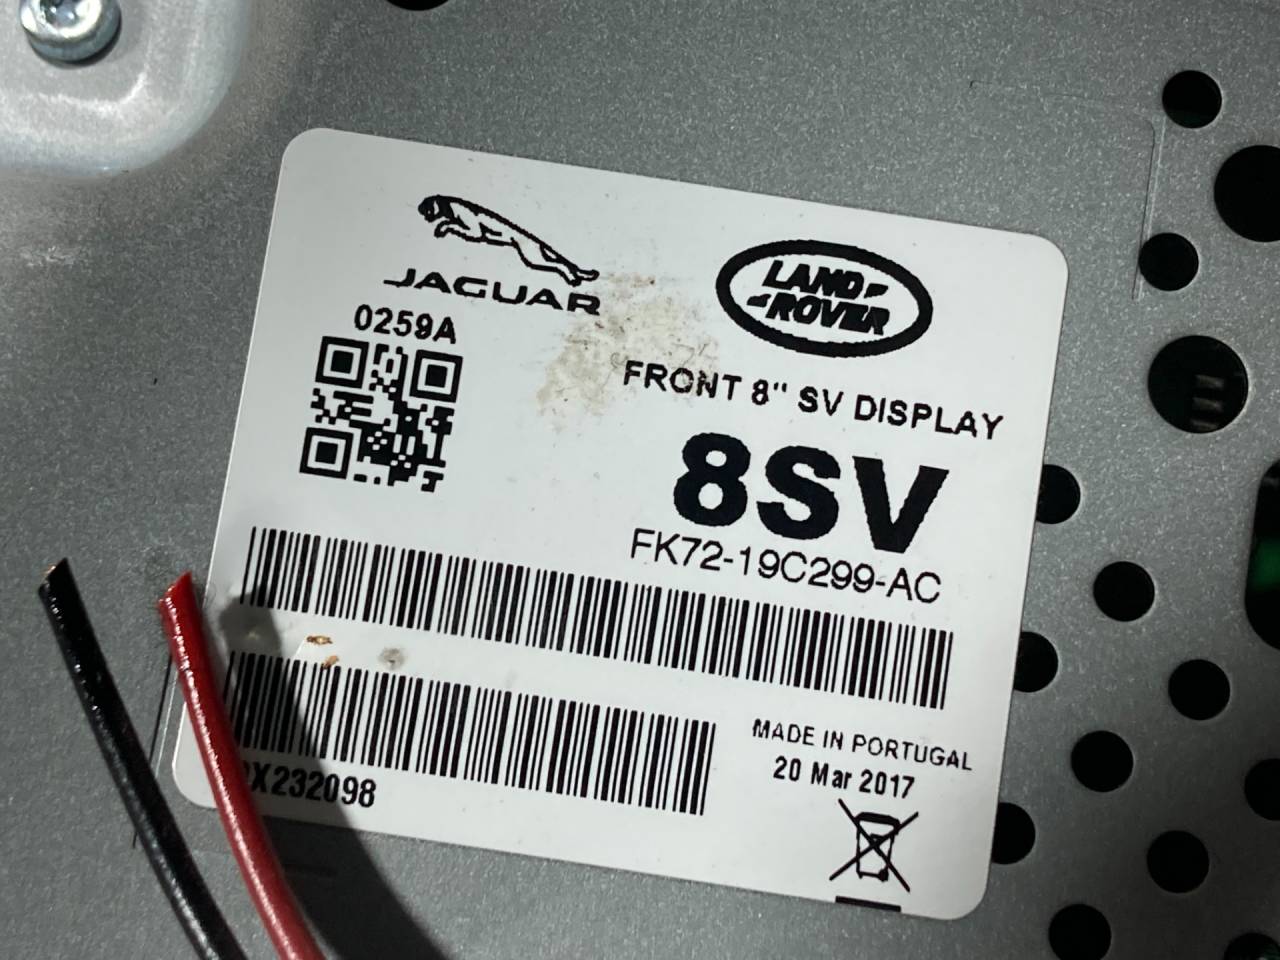 JAGUAR
LAND
ROVER
0259A
FRONT 8" SV DISPLAY
8SV
FK72-19C299-AC
MADE IN PORTUGAL
20 Mar 2017
X232098